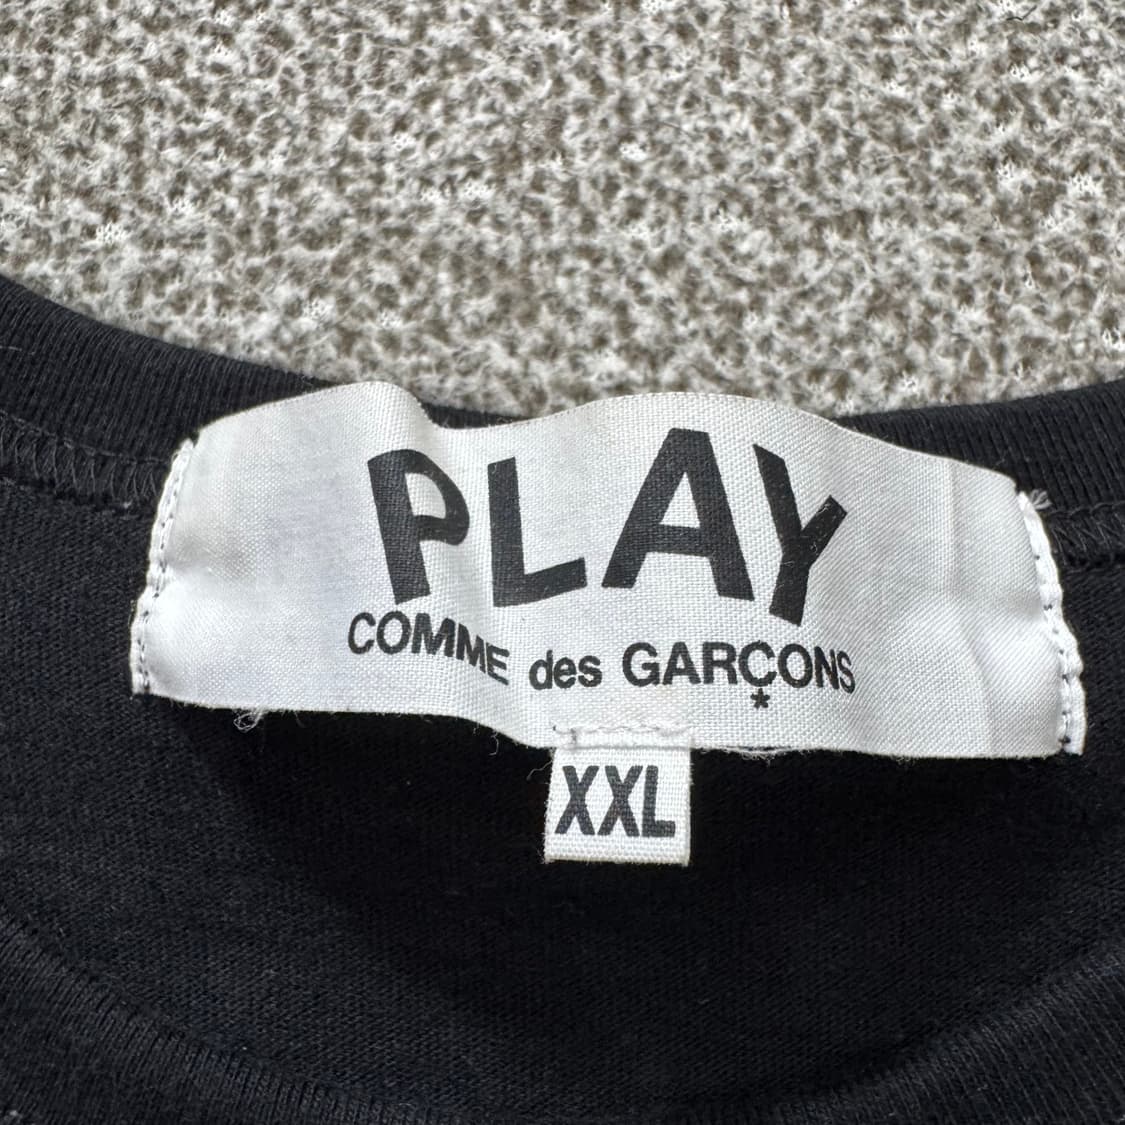 PLAY
COMME des GARÇONS
*
XXL